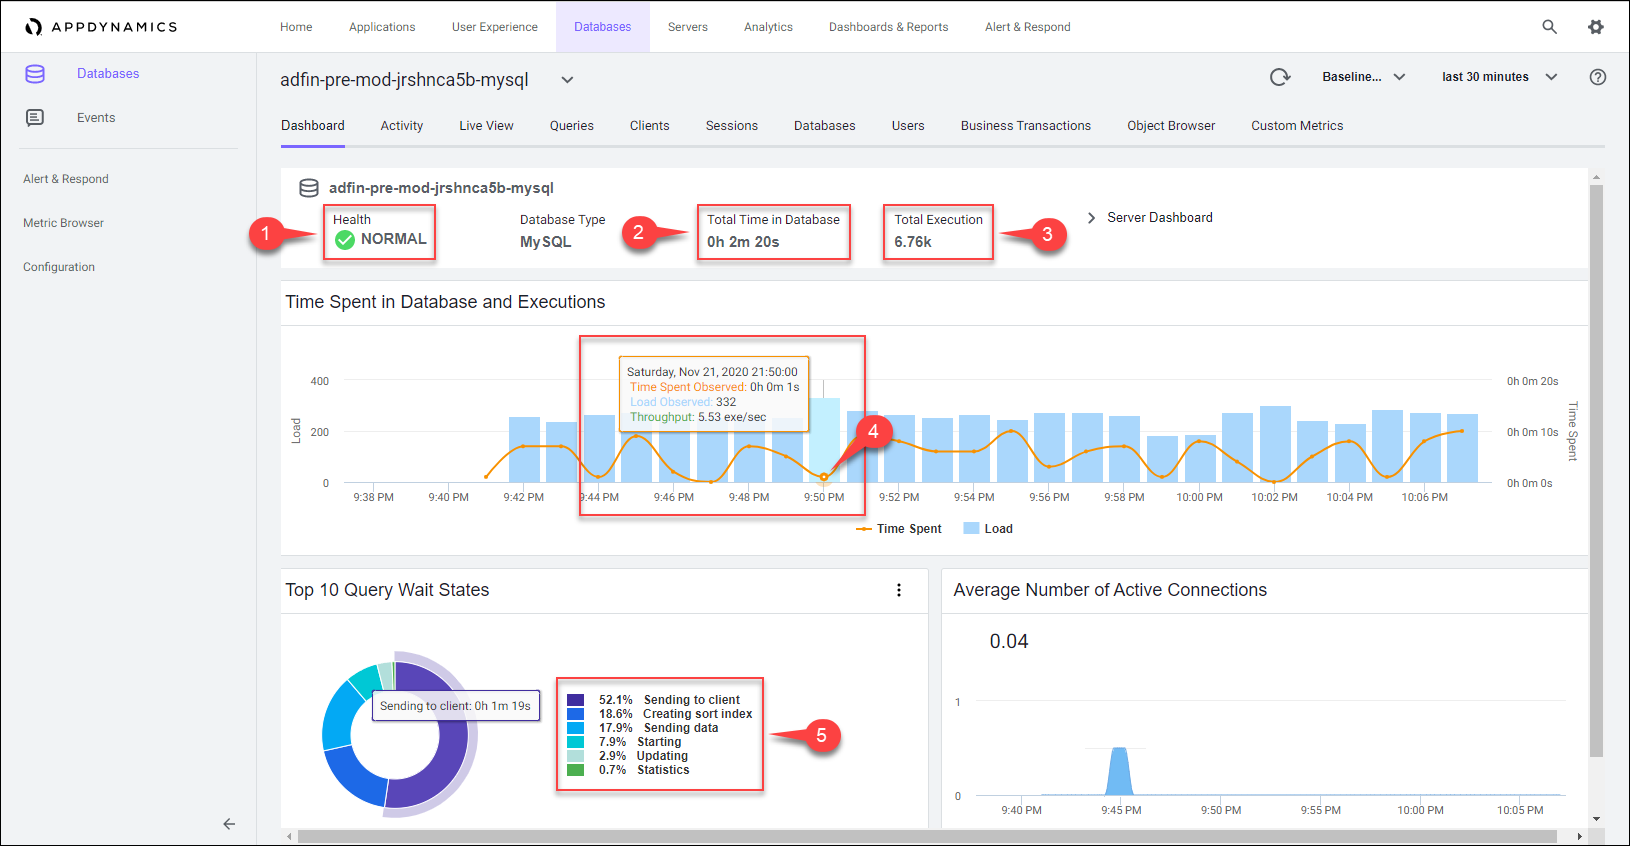 APPDYNAMICS
Home Applications User Experience Databases Servers Analytics Dashboards & Reports Alert & Respond
Databases
Events
Alert & Respond
Metric Browser
Configuration
adfin-pre-mod-jrshnca5b-mysql
Baseline... last 30 minutes
Dashboard Activity Live View Queries Clients Sessions Databases Users Business Transactions Object Browser Custom Metrics
adfin-pre-mod-jrshnca5b-mysql
1
Health
NORMAL
Database Type
MySQL
2
Total Time in Database
0h 2m 20s
Total Execution
6.76k
3
Server Dashboard
Time Spent in Database and Executions
Saturday, Nov 21, 2020 21:50:00
Time Spent Observed: 0h 0m 1s
Load Observed: 332
Throughput: 5.53 exe/sec
4
Load
400
200
0
0h 0m 20s
0h 0m 10s
0h 0m 0s
Time Spent
9:38 PM 9:40 PM 9:42 PM 9:44 PM 9:46 PM 9:48 PM 9:50 PM 9:52 PM 9:54 PM 9:56 PM 9:58 PM 10:00 PM 10:02 PM 10:04 PM 10:06 PM
Time Spent Load
Top 10 Query Wait States
Sending to client: 0h 1m 19s
52.1% Sending to client
18.6% Creating sort index
17.9% Sending data
7.9% Starting
2.9% Updating
0.7% Statistics
5
Average Number of Active Connections
0.04
1
0
9:40 PM 9:45 PM 9:50 PM 9:55 PM 10:00 PM 10:05 PM